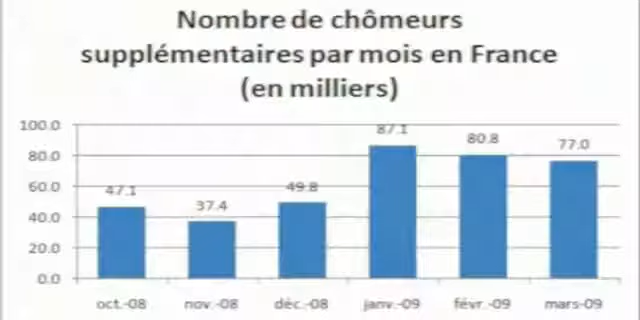 Nombre de chômeurs
supplémentaires par mois en France
(en milliers)
100.0
80.0
60.0
40.0
20.0
0.0
47.1
37.4
49.8
87.1
80.8
77.0
oct.-08
nov.-08
déc.-08
janv.-09
févr.-09
mars-09